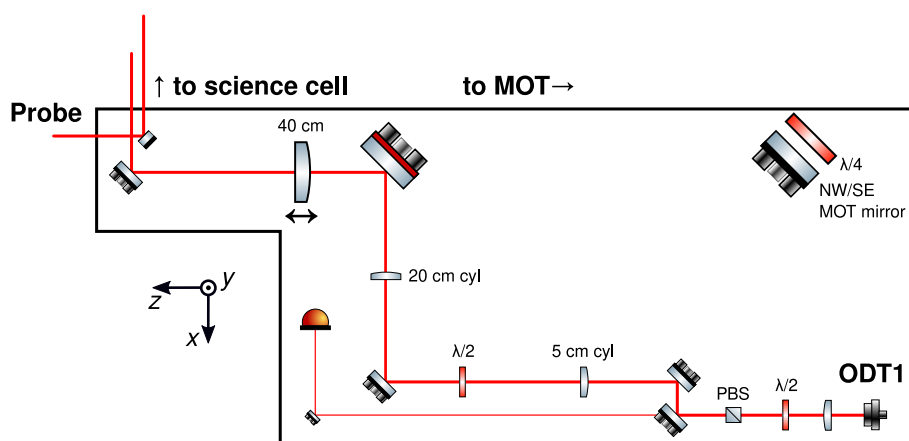 ↑ to science cell
to MOT→
Probe
40 cm
λ/4
NW/SE
MOT mirror
20 cm cyl
y
z
x
λ/2
5 cm cyl
ODT1
PBS
λ/2